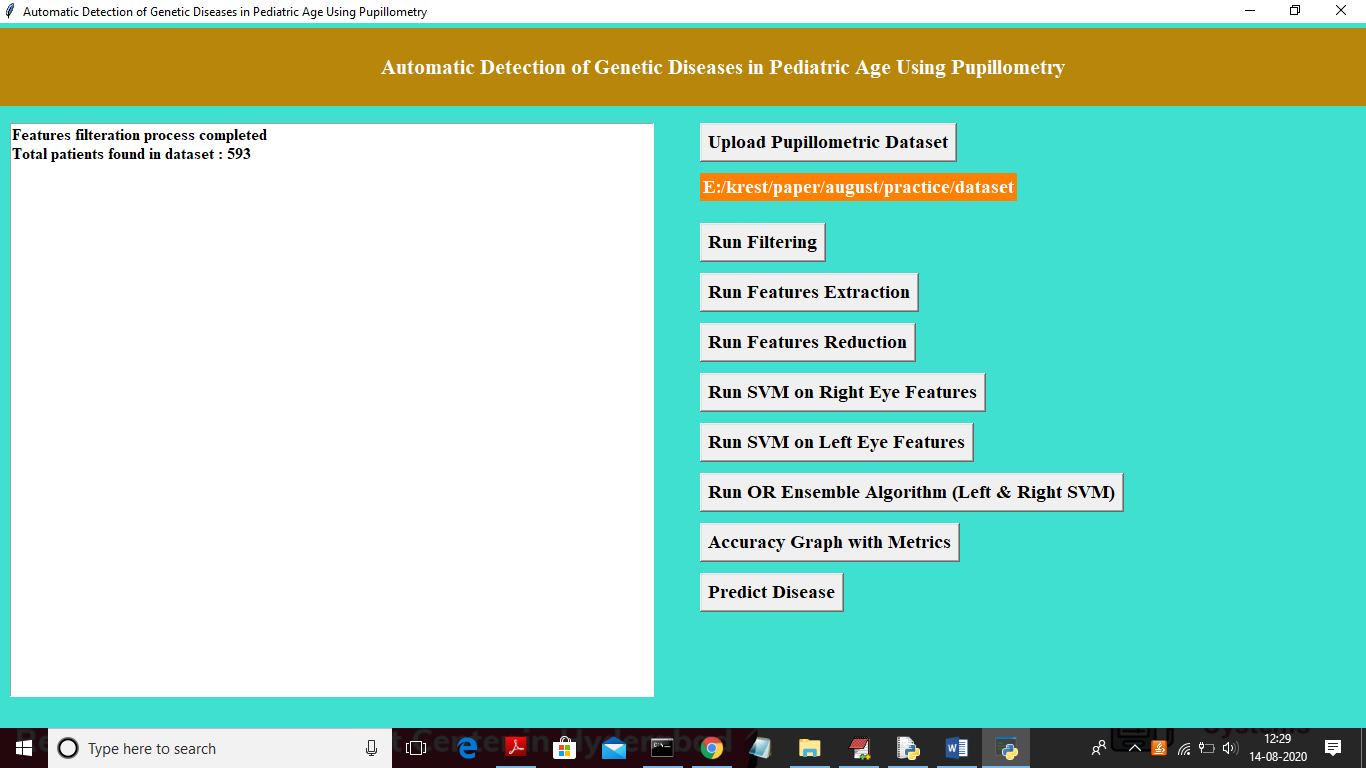 Automatic Detection of Genetic Diseases in Pediatric Age Using Pupillometry
Automatic Detection of Genetic Diseases in Pediatric Age Using Pupillometry
Features filteration process completed
Total patients found in dataset : 593
Upload Pupillometric Dataset
E:/krest/paper/august/practice/dataset
Run Filtering
Run Features Extraction
Run Features Reduction
Run SVM on Right Eye Features
Run SVM on Left Eye Features
Run OR Ensemble Algorithm (Left & Right SVM)
Accuracy Graph with Metrics
Predict Disease
Type here to search
12:29
14-08-2020